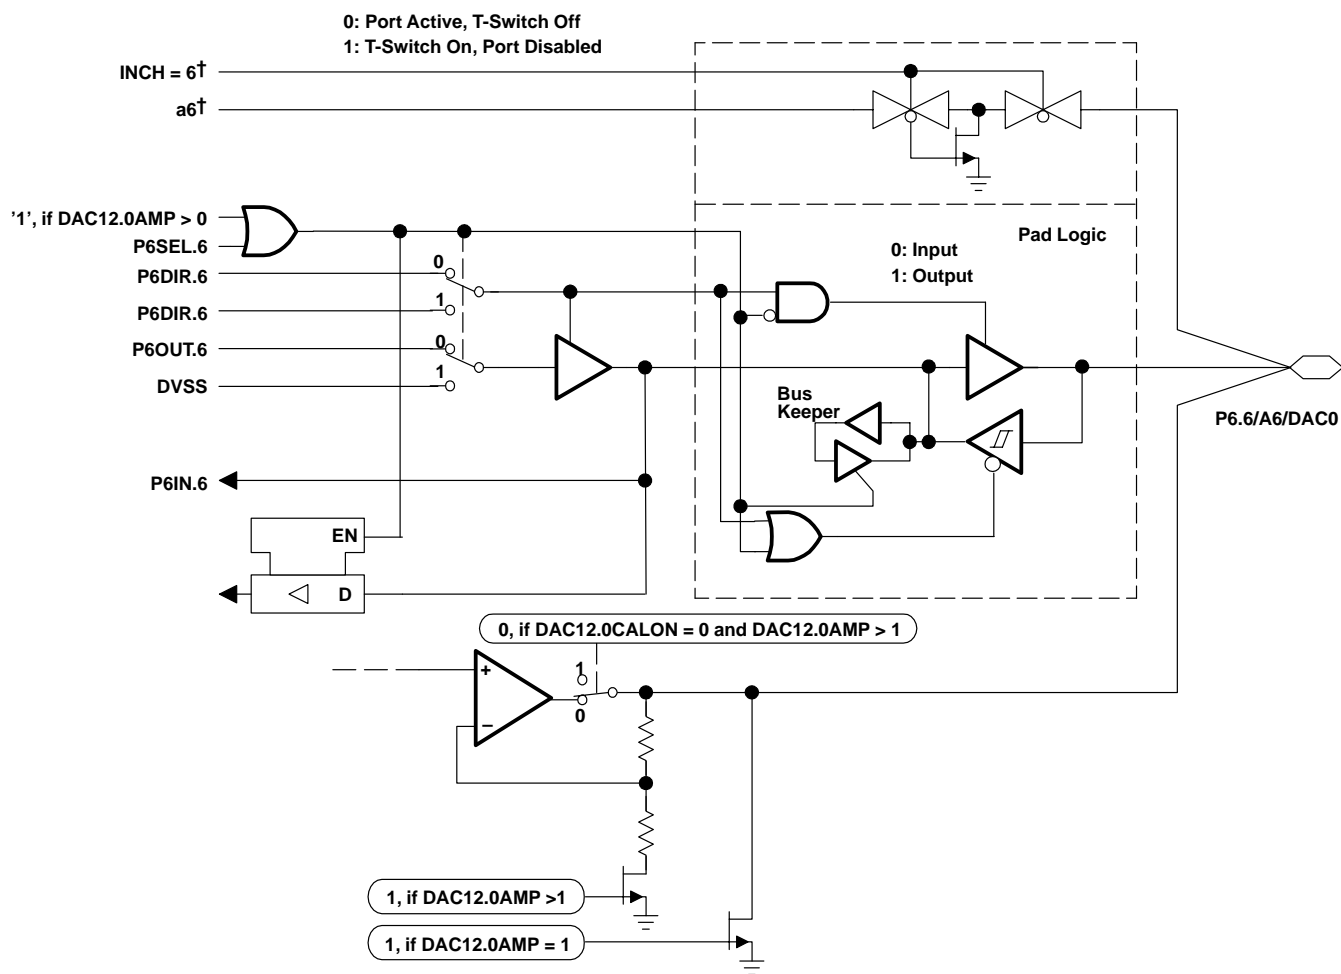 0: Port Active, T-Switch Off
1: T-Switch On, Port Disabled
INCH = 6†
a6†
'1', if DAC12.0AMP > 0
P6SEL.6
P6DIR.6
P6DIR.6
P6OUT.6
DVSS
0
1
0
1
Pad Logic
0: Input
1: Output
Bus
Keeper
P6.6/A6/DAC0
P6IN.6
EN
D
0, if DAC12.0CALON = 0 and DAC12.0AMP > 1
+
−
1
0
1, if DAC12.0AMP >1
1, if DAC12.0AMP = 1